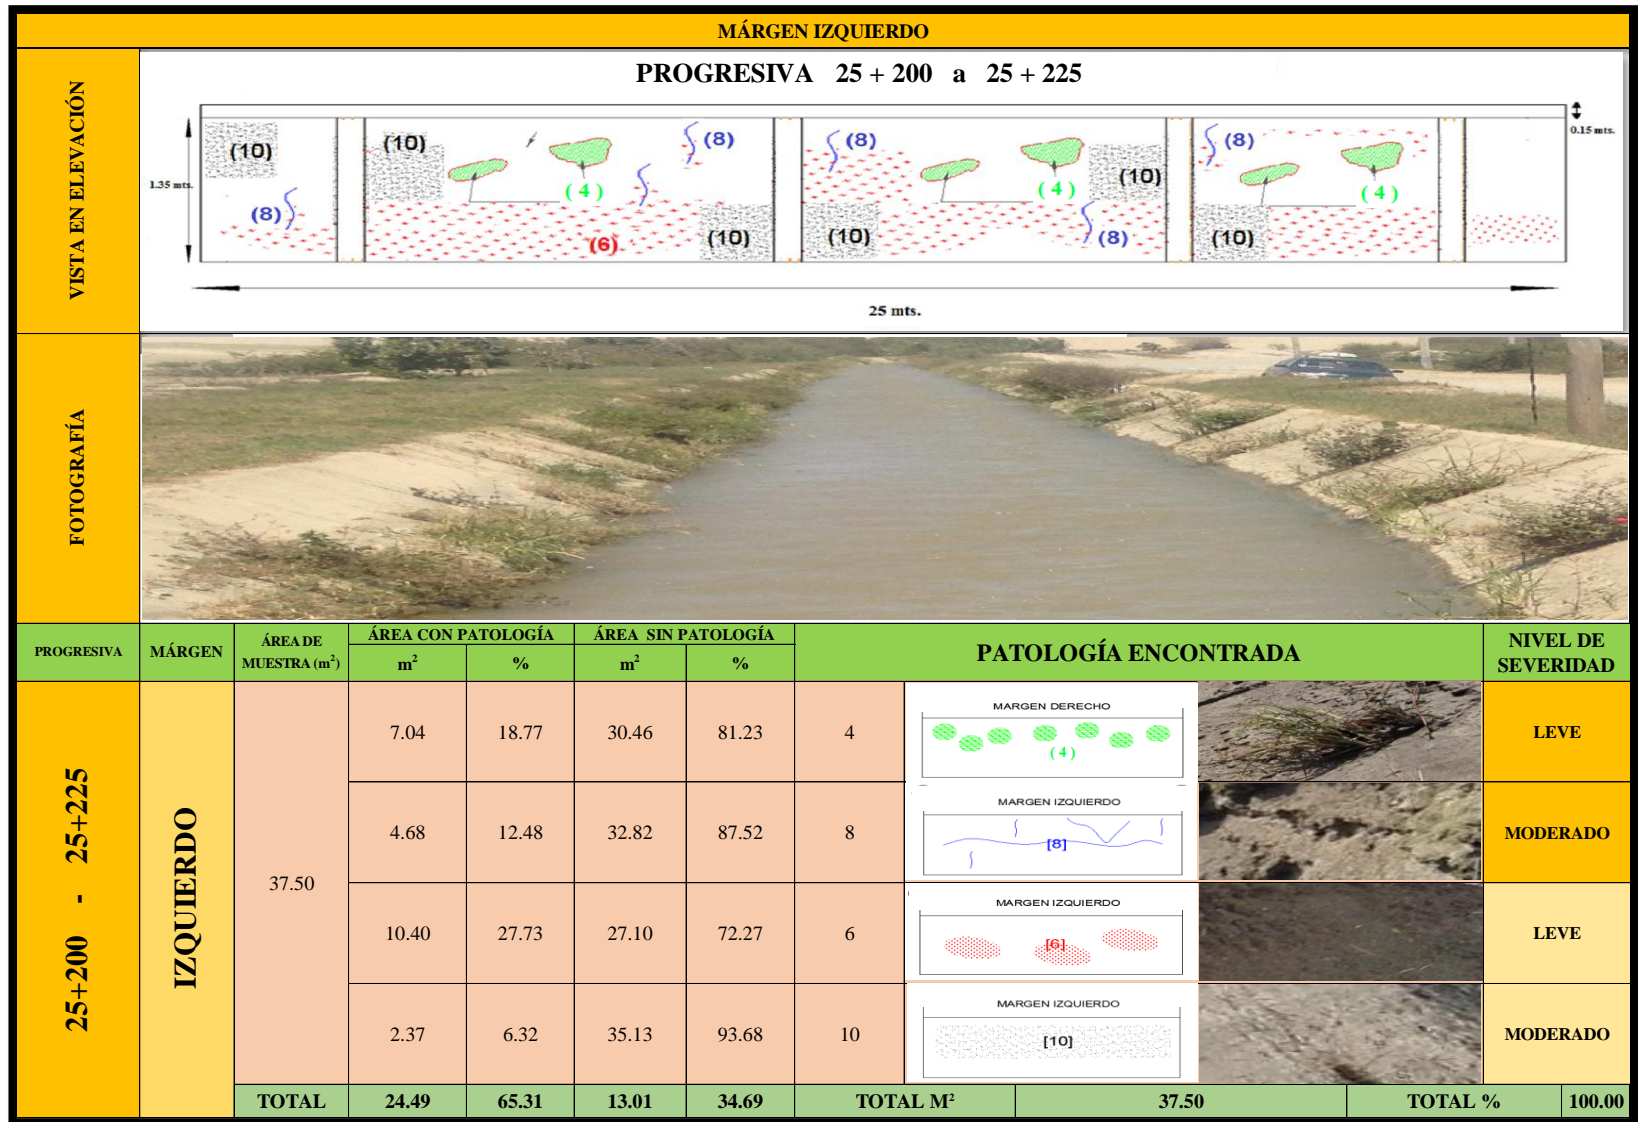 MÁRGEN IZQUIERDO
VISTA EN ELEVACIÓN
PROGRESIVA 25 + 200 a 25 + 225
0.15 mts.
1.35 mts.
(10) (10) (8) (8) (10) (8)
(8) (4) (4) (4)
(6) (10) (10) (8) (10)
25 mts.
FOTOGRAFÍA
PROGRESIVA MÁRGEN ÁREA DE MUESTRA (m²) ÁREA CON PATOLOGÍA ÁREA SIN PATOLOGÍA PATOLOGÍA ENCONTRADA NIVEL DE SEVERIDAD
m² % m² %
25+200 - 25+225
IZQUIERDO
37.50
7.04 18.77 30.46 81.23 4 MARGEN DERECHO (4) LEVE
4.68 12.48 32.82 87.52 8 MARGEN IZQUIERDO [8] MODERADO
10.40 27.73 27.10 72.27 6 MARGEN IZQUIERDO [6] LEVE
2.37 6.32 35.13 93.68 10 MARGEN IZQUIERDO [10] MODERADO
TOTAL 24.49 65.31 13.01 34.69 TOTAL M² 37.50 TOTAL % 100.00